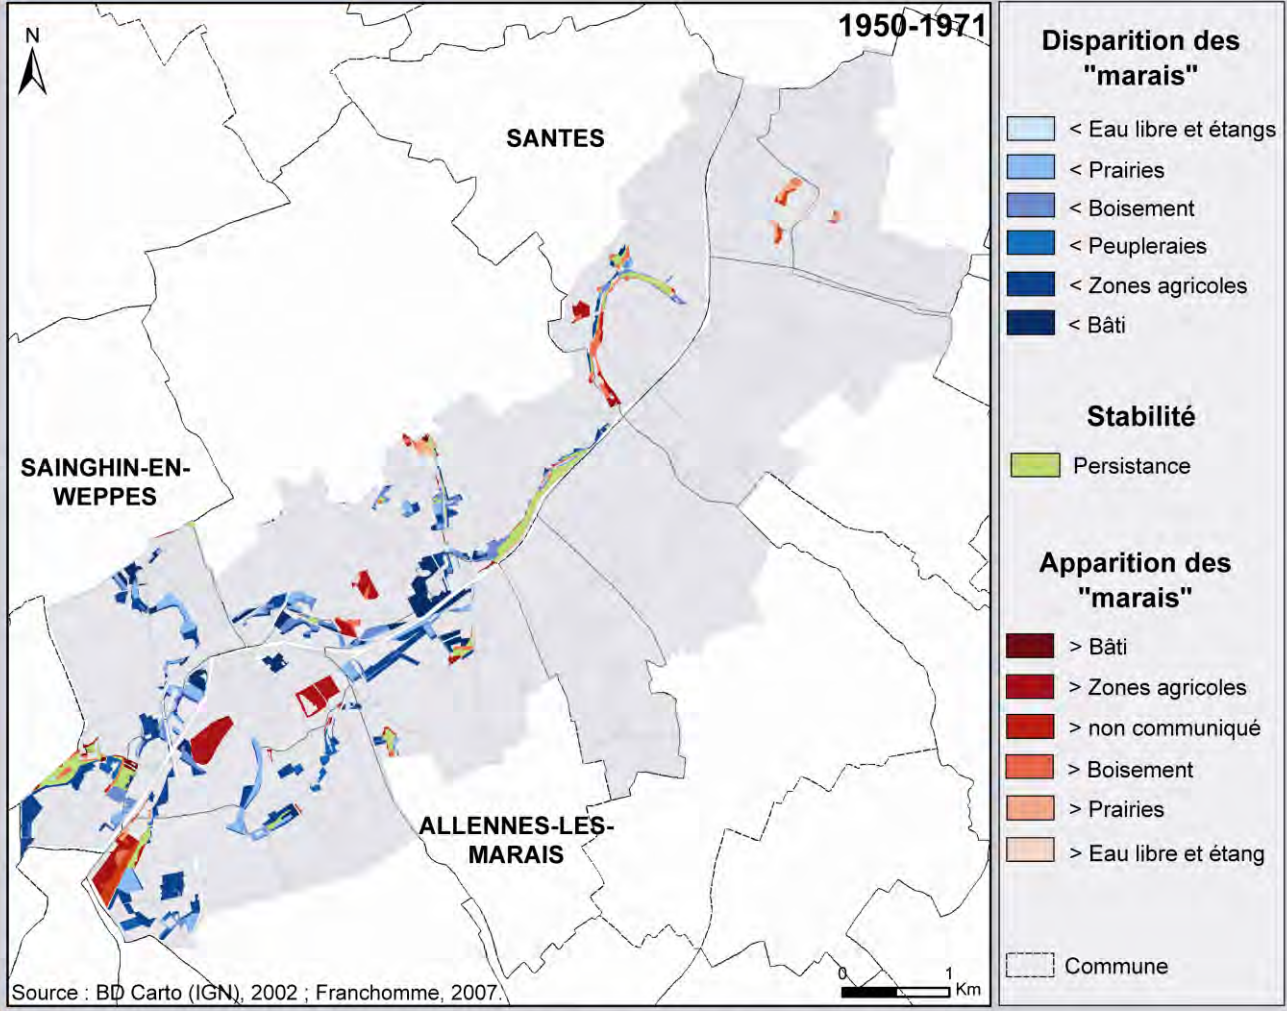 1950-1971
N
SANTES
SAINGHIN-EN-
WEPPES
ALLENNES-LES-
MARAIS
0 1
Km
Source : BD Carto (IGN), 2002 ; Franchomme, 2007.
Disparition des
"marais"
< Eau libre et étangs
< Prairies
< Boisement
< Peupleraies
< Zones agricoles
< Bâti
Stabilité
Persistance
Apparition des
"marais"
> Bâti
> Zones agricoles
> non communiqué
> Boisement
> Prairies
> Eau libre et étang
Commune